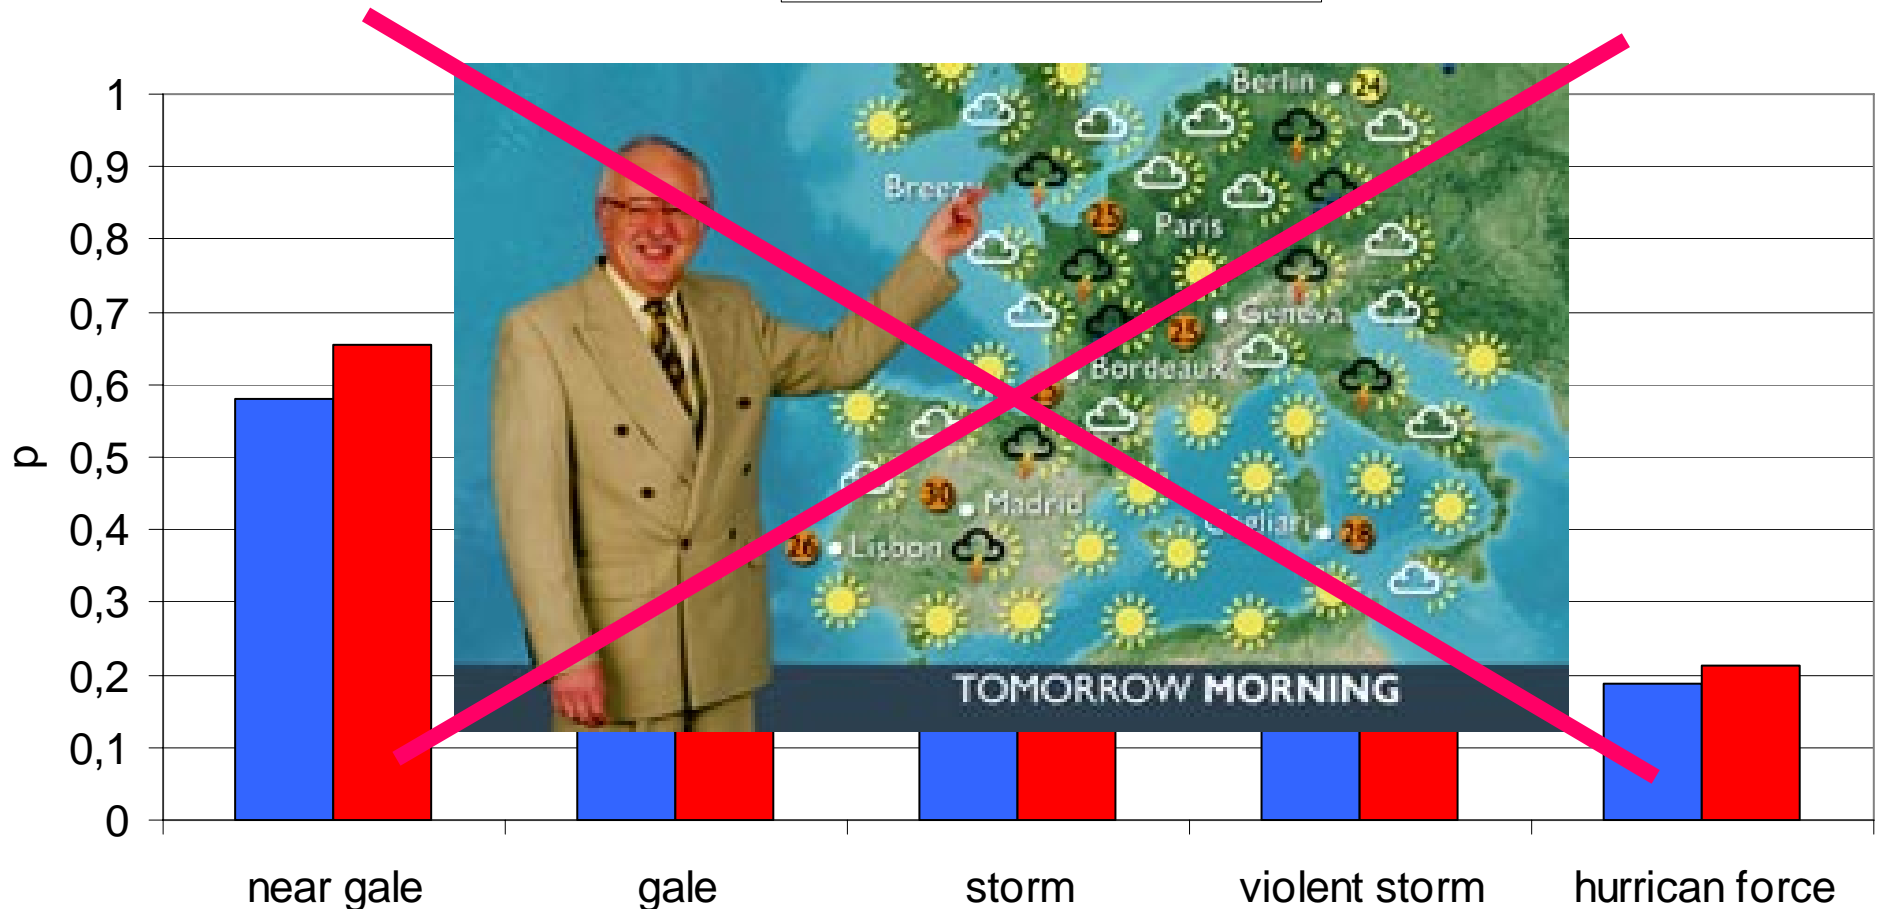 1
0,9
0,8
0,7
0,6
0,5
0,4
0,3
0,2
0,1
0
p
Berlin 24
25
Paris
Geneva
25
Bordeaux
30 Madrid
Cagliari 28
26 Lisbon
TOMORROW MORNING
near gale gale storm violent storm hurrican force